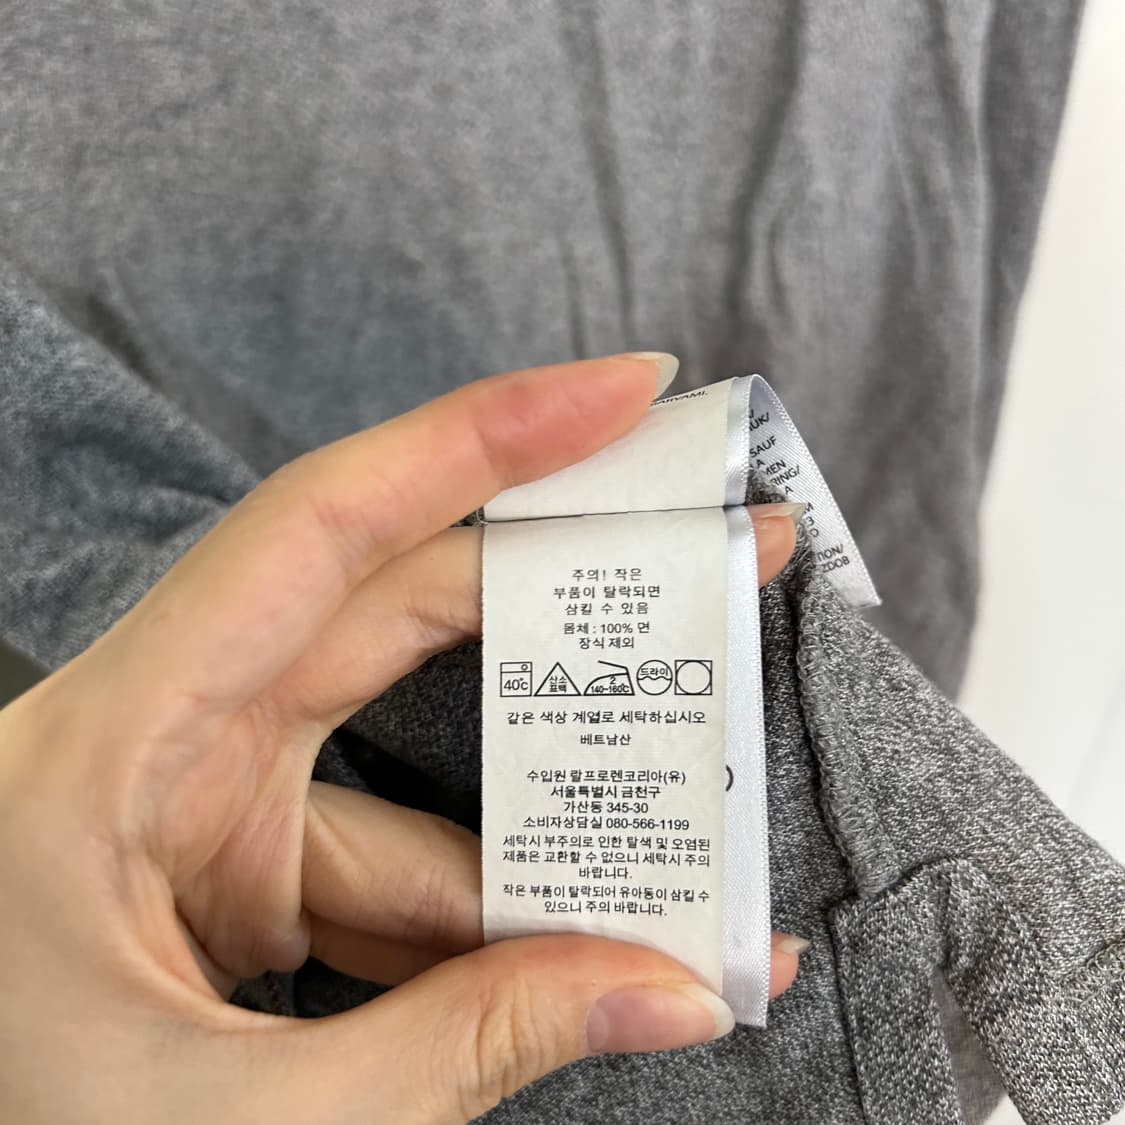 주의! 작은
부품이 탈락되면
삼킬 수 있음
몸체 : 100% 면
장식 제외
40℃
산소
표백
2
140-160℃
드라이
같은 색상 계열로 세탁하십시오
베트남산
수입원 랄프로렌코리아(유)
서울특별시 금천구
가산동 345-30
소비자상담실 080-566-1199
세탁시 부주의로 인한 탈색 및 오염된
제품은 교환할 수 없으니 세탁시 주의
바랍니다.
작은 부품이 탈락되어 유아동이 삼킬 수
있으니 주의 바랍니다.
SAUF